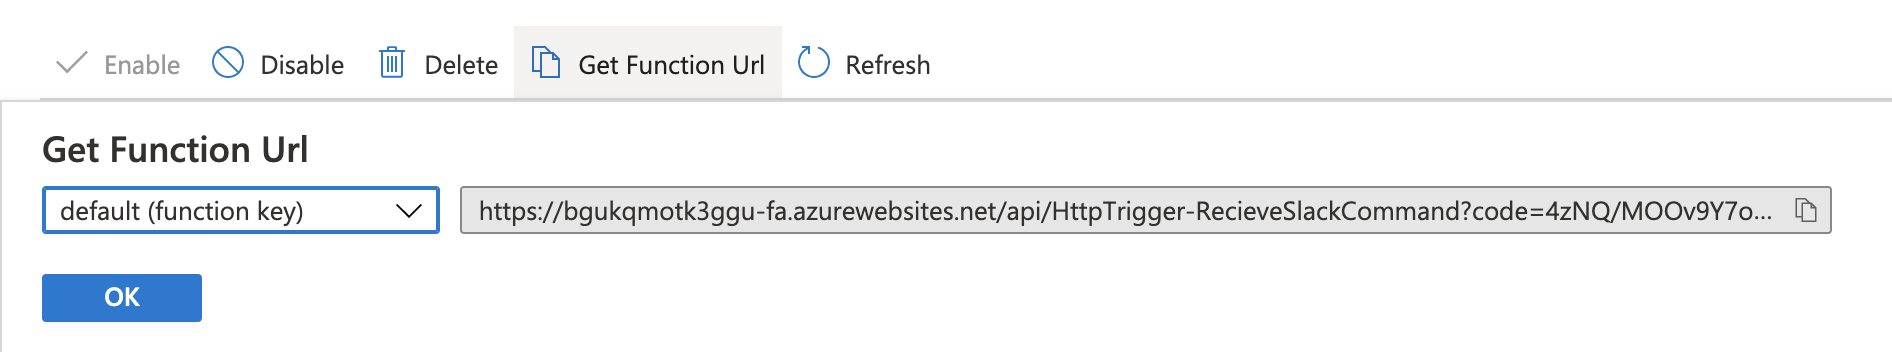 Enable Disable Delete Get Function Url Refresh
Get Function Url
default (function key) https://bgukqmotk3ggu-fa.azurewebsites.net/api/HttpTrigger-RecieveSlackCommand?code=4zNQ/MOOv9Y7o...
OK